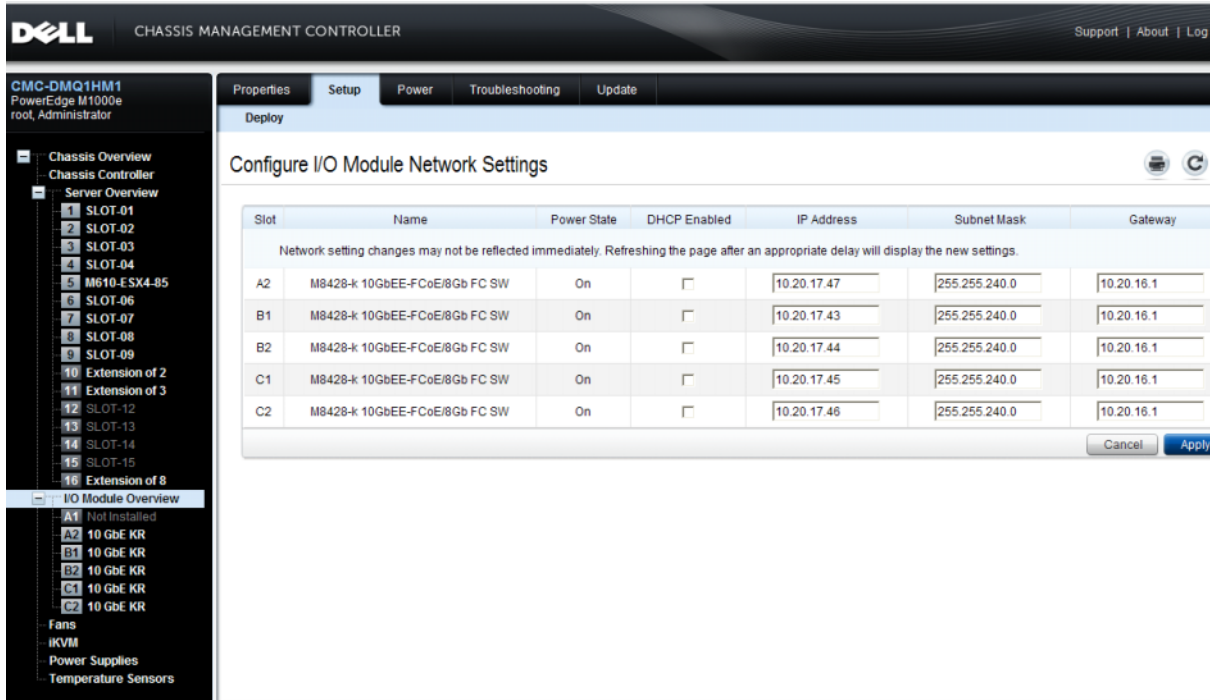 DELL
CHASSIS MANAGEMENT CONTROLLER
Support | About | Log
CMC-DMQ1HM1
PowerEdge M1000e
root, Administrator
Properties Setup Power Troubleshooting Update
Deploy
Chassis Overview
Chassis Controller
Server Overview
1 SLOT-01
2 SLOT-02
3 SLOT-03
4 SLOT-04
5 M610-ESX4-85
6 SLOT-06
7 SLOT-07
8 SLOT-08
9 SLOT-09
10 Extension of 2
11 Extension of 3
12 SLOT-12
13 SLOT-13
14 SLOT-14
15 SLOT-15
16 Extension of 8
I/O Module Overview
A1 Not Installed
A2 10 GbE KR
B1 10 GbE KR
B2 10 GbE KR
C1 10 GbE KR
C2 10 GbE KR
Fans
iKVM
Power Supplies
Temperature Sensors
Configure I/O Module Network Settings
Slot Name Power State DHCP Enabled IP Address Subnet Mask Gateway
Network setting changes may not be reflected immediately. Refreshing the page after an appropriate delay will display the new settings.
A2 M8428-k 10GbEE-FCoE/8Gb FC SW On 10.20.17.47 255.255.240.0 10.20.16.1
B1 M8428-k 10GbEE-FCoE/8Gb FC SW On 10.20.17.43 255.255.240.0 10.20.16.1
B2 M8428-k 10GbEE-FCoE/8Gb FC SW On 10.20.17.44 255.255.240.0 10.20.16.1
C1 M8428-k 10GbEE-FCoE/8Gb FC SW On 10.20.17.45 255.255.240.0 10.20.16.1
C2 M8428-k 10GbEE-FCoE/8Gb FC SW On 10.20.17.46 255.255.240.0 10.20.16.1
Cancel Apply